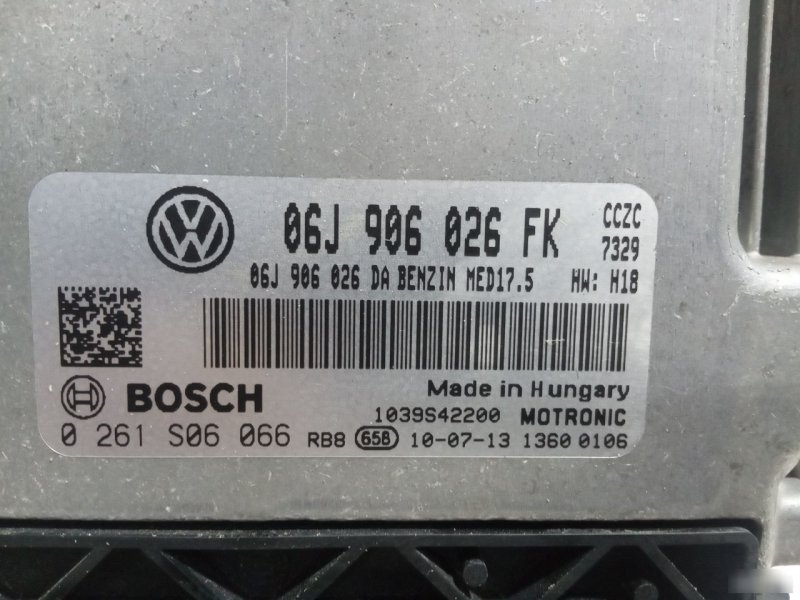 06J 906 026 FK CCZC
7329
06J 906 026 DA BENZIN MED17.5 HW: H18
BOSCH Made in Hungary
1039S42200 MOTRONIC
0 261 S06 066 RB8 658 10-07-13 1360 0106